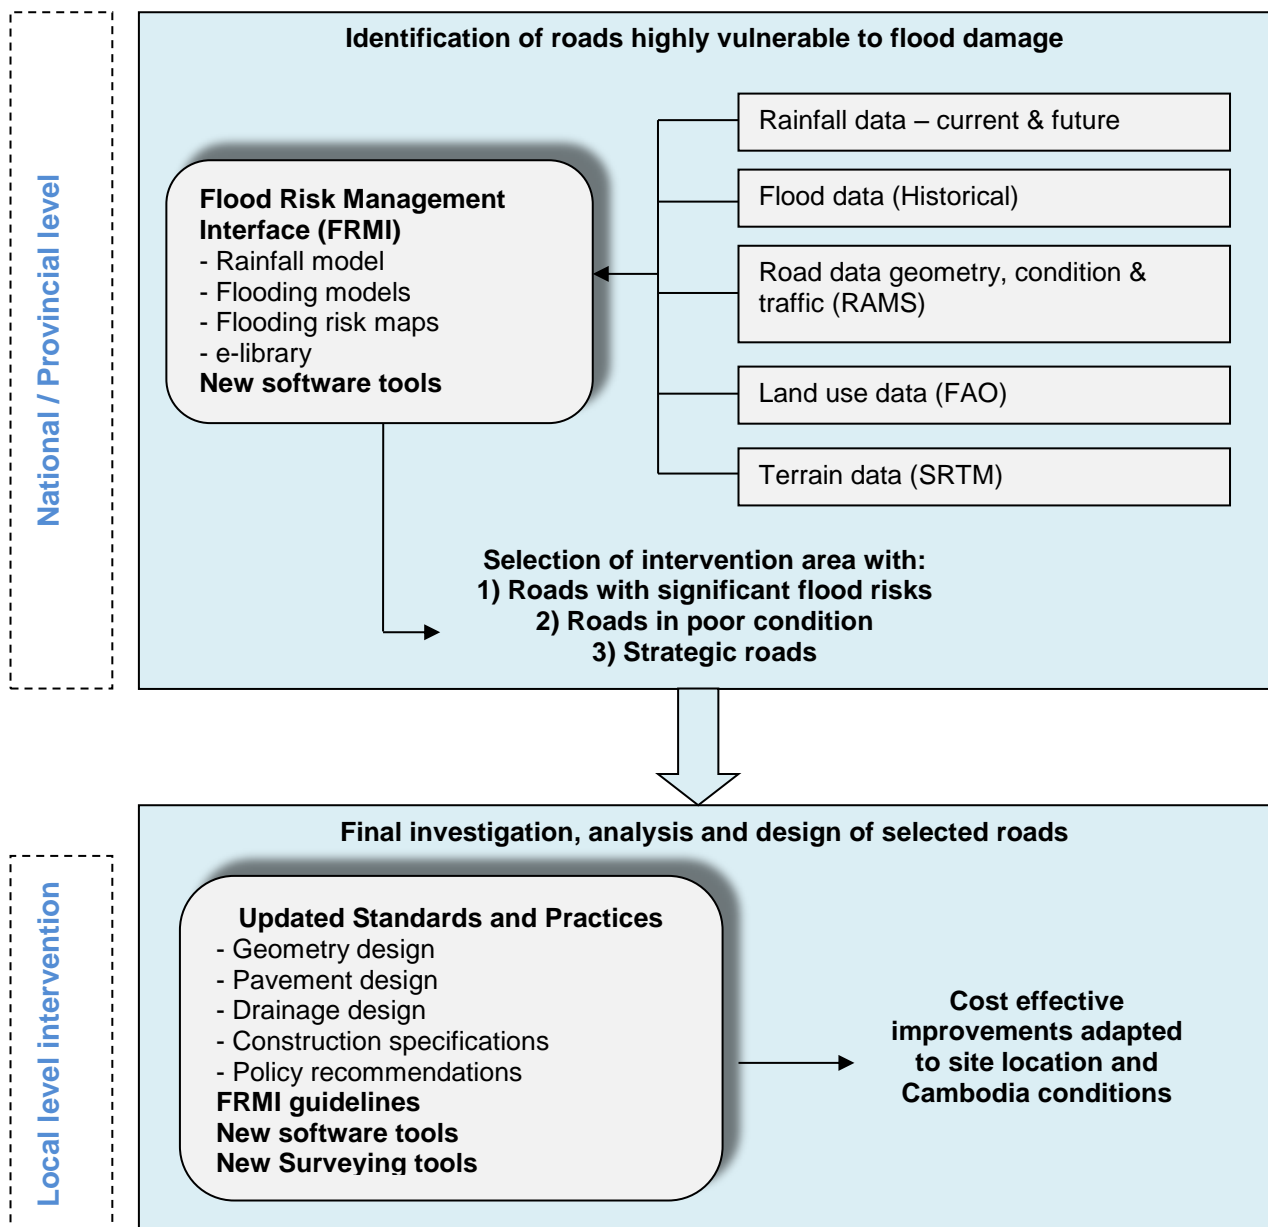 National / Provincial level
Identification of roads highly vulnerable to flood damage
Flood Risk Management
Interface (FRMI)
- Rainfall model
- Flooding models
- Flooding risk maps
- e-library
New software tools
Rainfall data – current & future
Flood data (Historical)
Road data geometry, condition &
traffic (RAMS)
Land use data (FAO)
Terrain data (SRTM)
Selection of intervention area with:
1) Roads with significant flood risks
2) Roads in poor condition
3) Strategic roads
Local level intervention
Final investigation, analysis and design of selected roads
Updated Standards and Practices
- Geometry design
- Pavement design
- Drainage design
- Construction specifications
- Policy recommendations
FRMI guidelines
New software tools
New Surveying tools
Cost effective
improvements adapted
to site location and
Cambodia conditions